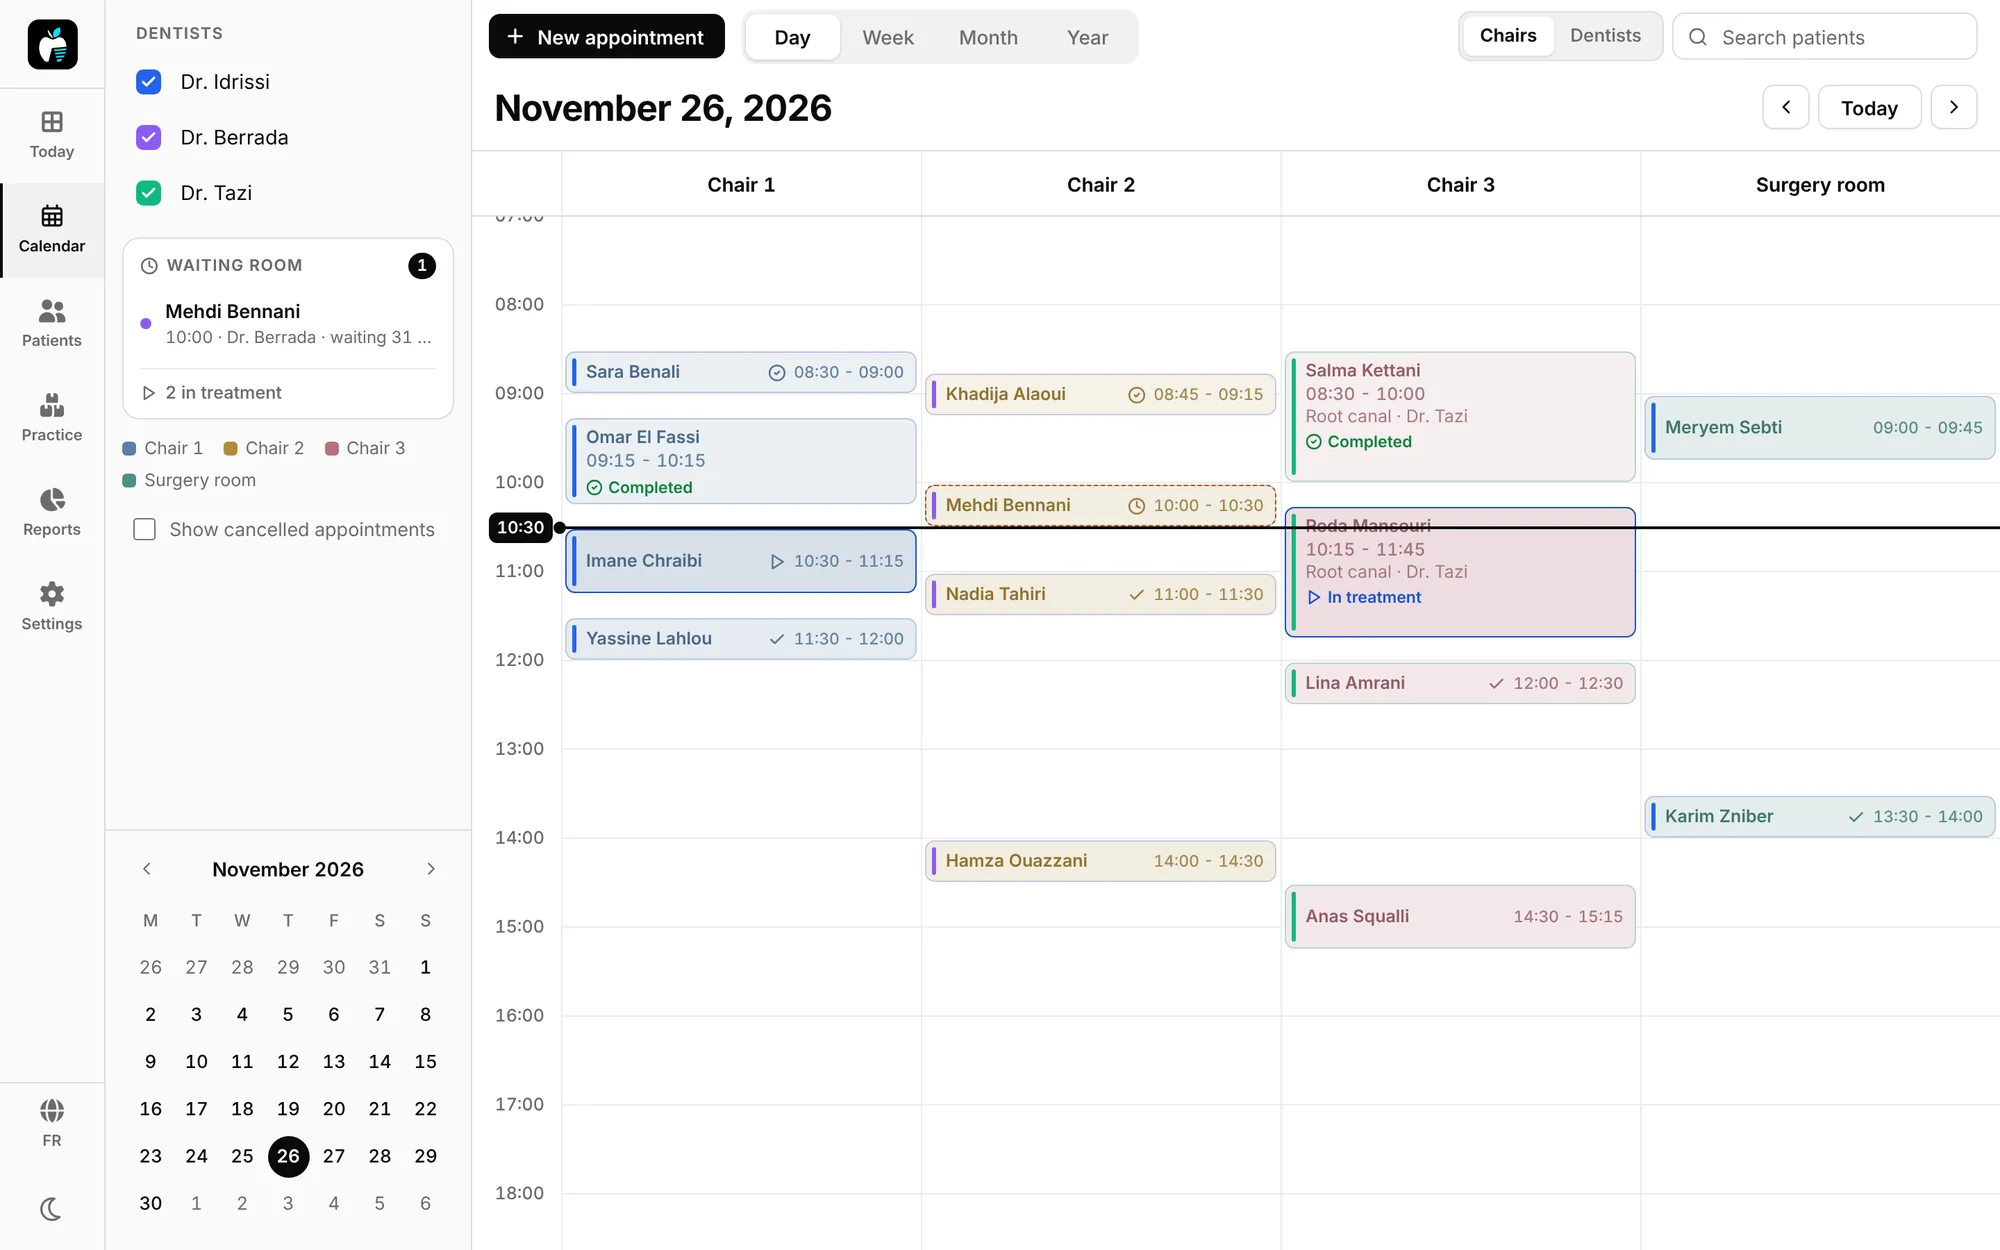 DENTISTS
Dr. Idrissi
Dr. Berrada
Dr. Tazi
WAITING ROOM
1
Mehdi Bennani
10:00 · Dr. Berrada · waiting 31 ...
2 in treatment
Chair 1
Chair 2
Chair 3
Surgery room
Show cancelled appointments
Today
Calendar
Patients
Practice
Reports
Settings
FR
November 2026
M T W T F S S
26 27 28 29 30 31 1
2 3 4 5 6 7 8
9 10 11 12 13 14 15
16 17 18 19 20 21 22
23 24 25 26 27 28 29
30 1 2 3 4 5 6
New appointment
Day
Week
Month
Year
Chairs
Dentists
Search patients
November 26, 2026
Today
Chair 1
Chair 2
Chair 3
Surgery room
07:00
08:00
09:00
10:00
10:30
11:00
12:00
13:00
14:00
15:00
16:00
17:00
18:00
Sara Benali 08:30 - 09:00
Omar El Fassi
09:15 - 10:15
Completed
Imane Chraibi 10:30 - 11:15
Yassine Lahlou 11:30 - 12:00
Khadija Alaoui 08:45 - 09:15
Mehdi Bennani 10:00 - 10:30
Nadia Tahiri 11:00 - 11:30
Hamza Ouazzani 14:00 - 14:30
Salma Kettani
08:30 - 10:00
Root canal · Dr. Tazi
Completed
Mansouri
10:15 - 11:45
Root canal · Dr. Tazi
In treatment
Lina Amrani 12:00 - 12:30
Anas Squalli 14:30 - 15:15
Meryem Sebti 09:00 - 09:45
Karim Zniber 13:30 - 14:00